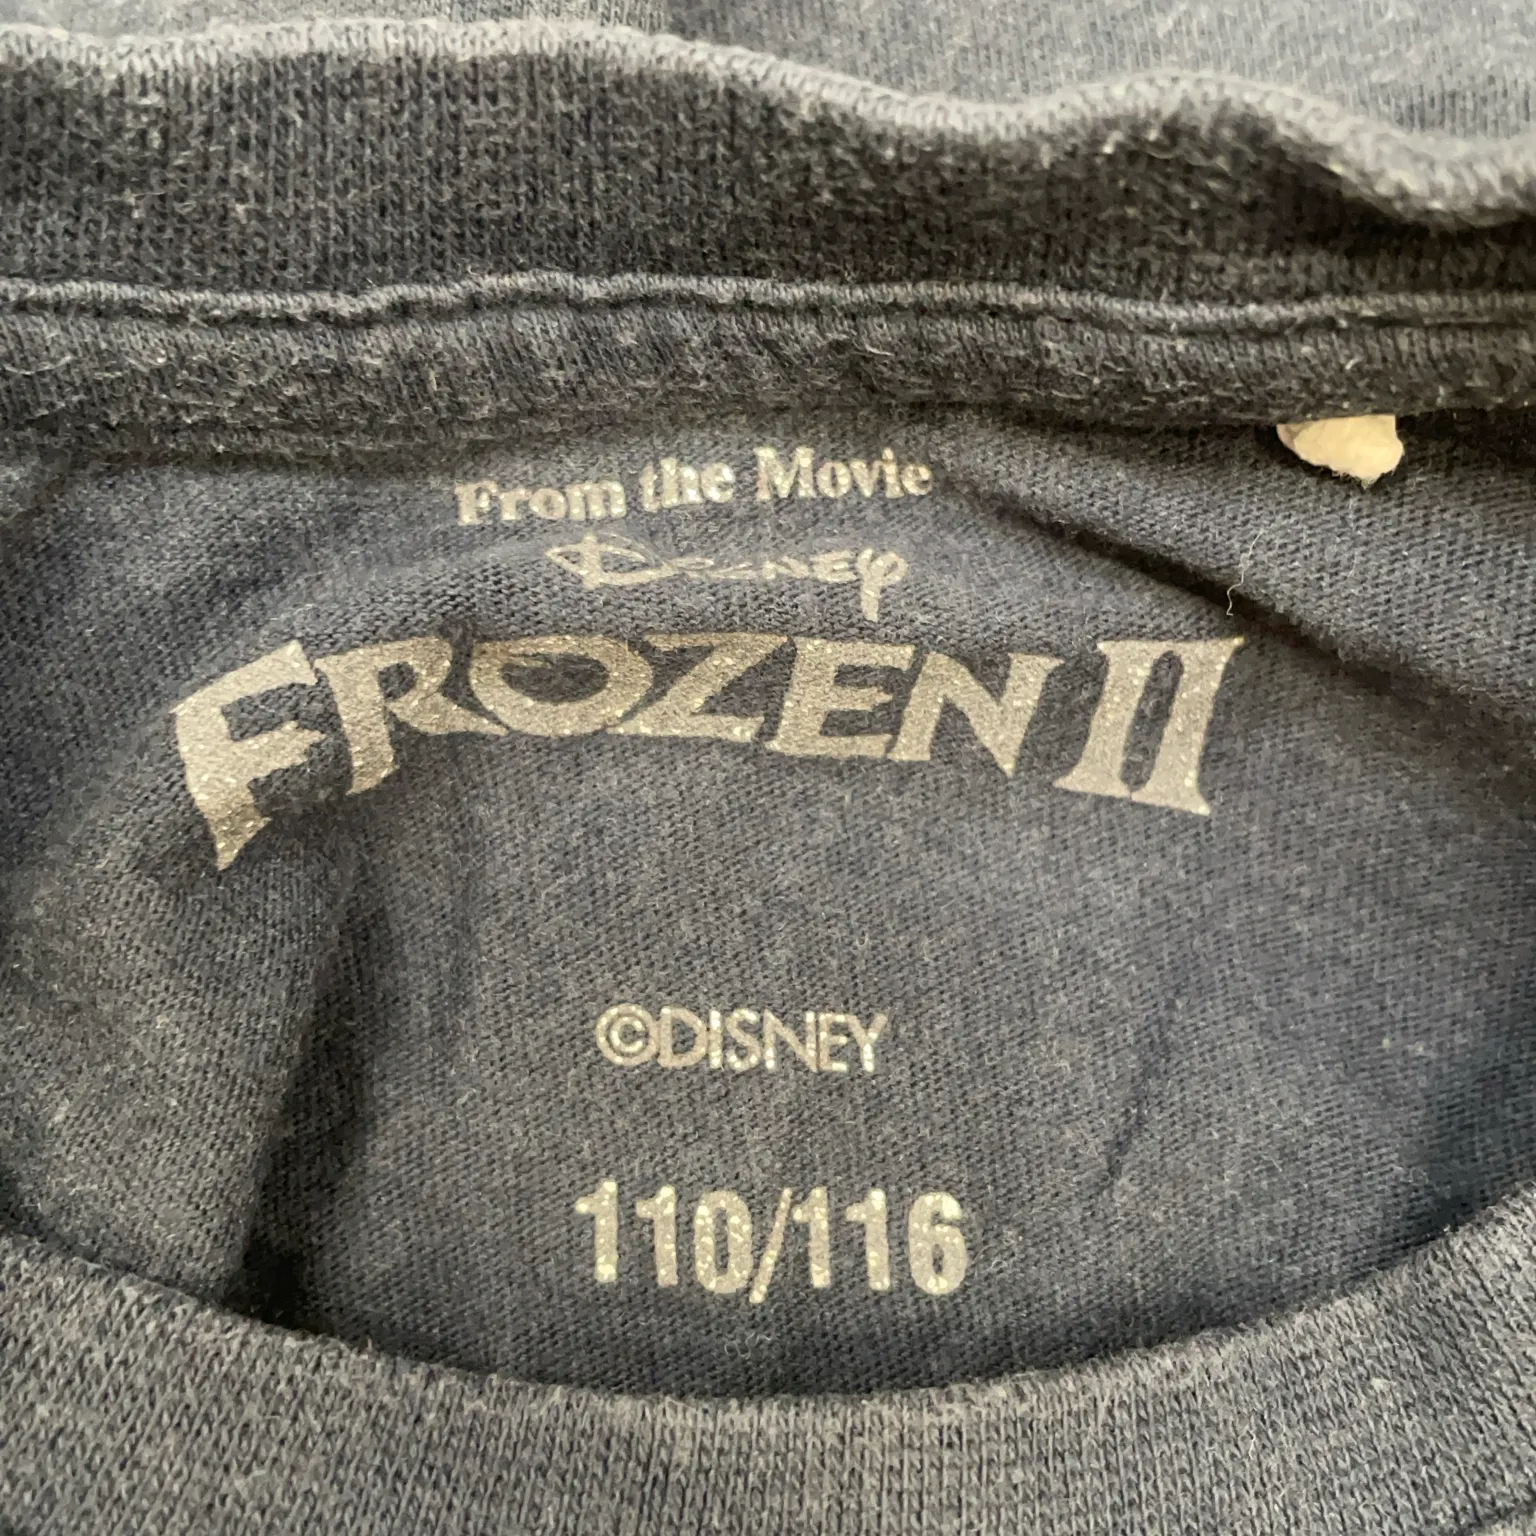 From the Movie
Disney
FROZEN II
©DISNEY
110/116